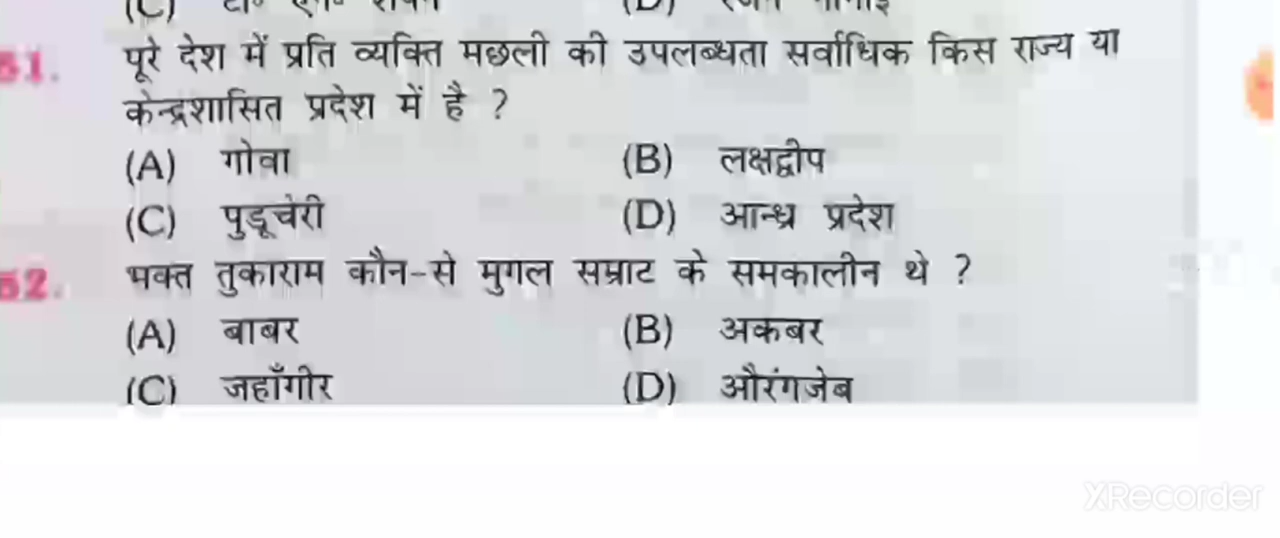 51. पूरे देश में प्रति व्यक्ति मछली की उपलब्धता सर्वाधिक किस राज्य या
केन्द्रशासित प्रदेश में है ?
(A) गोवा (B) लक्षद्वीप
(C) पुडूचेरी (D) आन्ध्र प्रदेश
52. भक्त तुकाराम कौन-से मुगल सम्राट के समकालीन थे ?
(A) बाबर (B) अकबर
(C) जहाँगीर (D) औरंगजेब
XRecorder